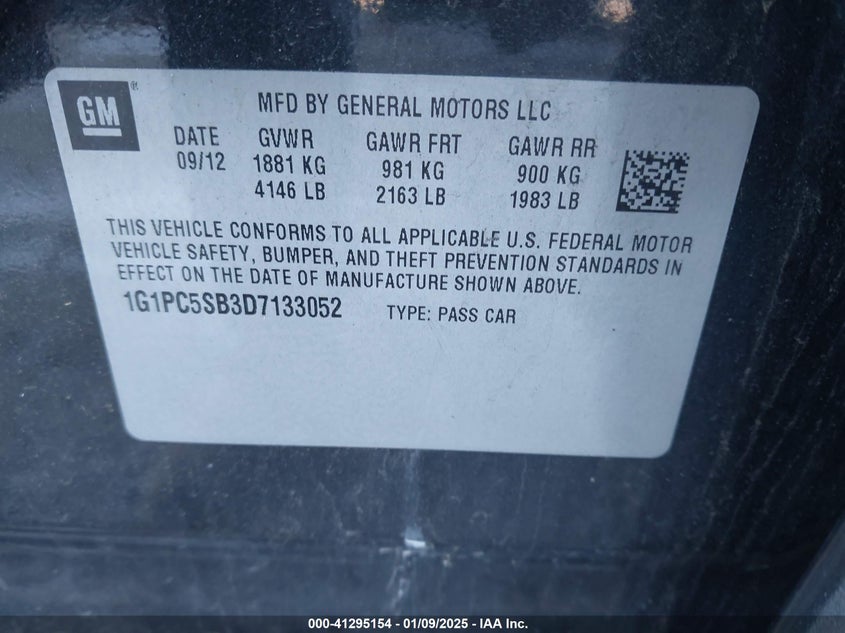 GM®
MFD BY GENERAL MOTORS LLC
DATE GVWR GAWR FRT GAWR RR
09/12 1881 KG 981 KG 900 KG
4146 LB 2163 LB 1983 LB
THIS VEHICLE CONFORMS TO ALL APPLICABLE U.S. FEDERAL MOTOR
VEHICLE SAFETY, BUMPER, AND THEFT PREVENTION STANDARDS IN
EFFECT ON THE DATE OF MANUFACTURE SHOWN ABOVE.
1G1PC5SB3D7133052 TYPE: PASS CAR
000-41295154 - 01/09/2025 - IAA Inc.